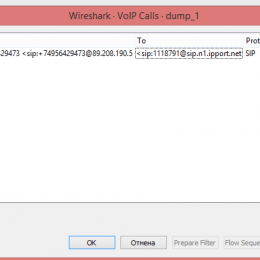 Wireshark · VoIP Calls · dump_1
To Prot
29473 <sip:+74956429473@89.208.190.5 <sip:1118791@sip.n1.ipport.net SIP
OK Отмена Prepare Filter Flow Sequen